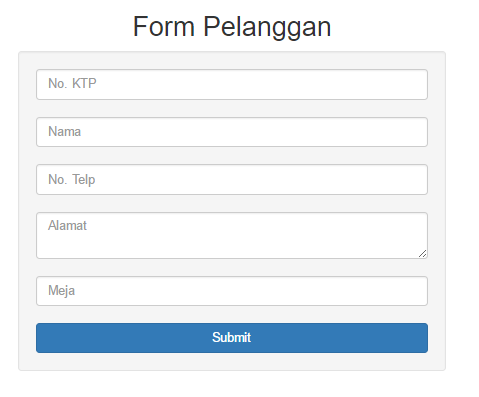 Form Pelanggan
No. KTP
Nama
No. Telp
Alamat
Meja
Submit